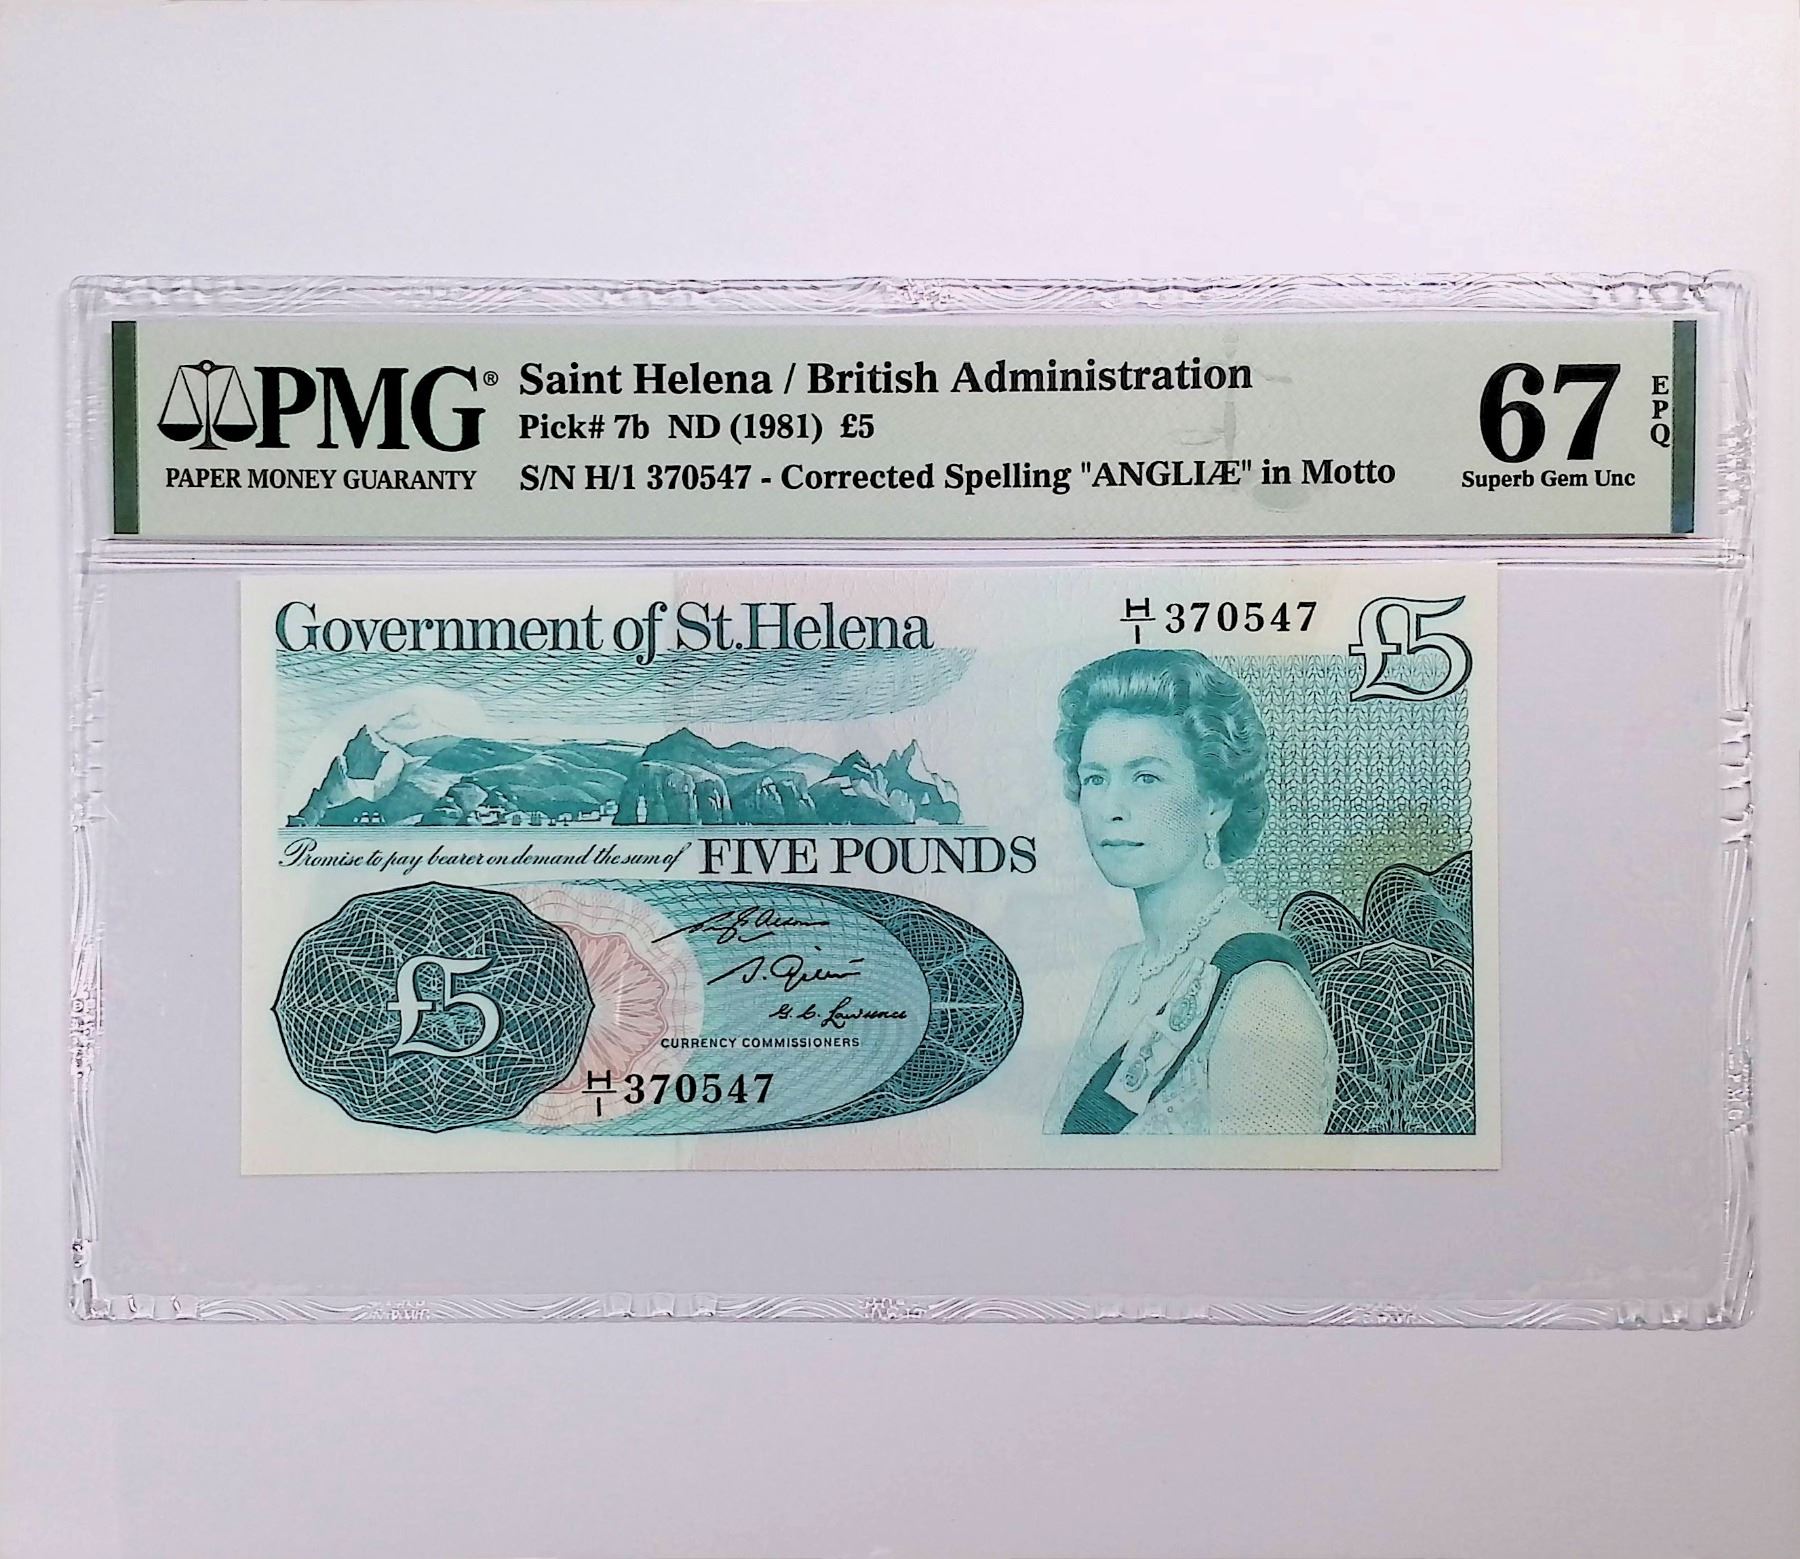 PMG®
PAPER MONEY GUARANTY
Saint Helena / British Administration
Pick# 7b ND (1981) £5
S/N H/1 370547 - Corrected Spelling "ANGLIÆ" in Motto
67
EPQ
Superb Gem Unc
Government of St.Helena
H/1 370547
£5
Promise to pay bearer on demand the sum of FIVE POUNDS
£5
G. C. Lawrence
CURRENCY COMMISSIONERS
H/1 370547